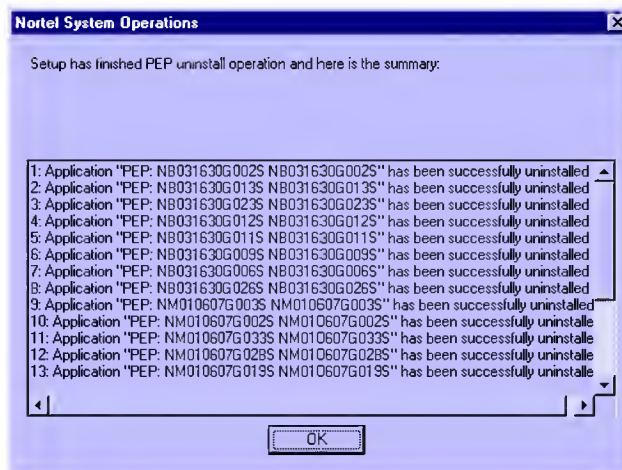 Nortel System Operations
Setup has finished PEP uninstall operation and here is the summary:
1: Application "PEP: NB031630G002S NB031630G002S" has been successfully uninstalled
2: Application "PEP: NB031630G013S NB031630G013S" has been successfully uninstalled
3: Application "PEP: NB031630G023S NB031630G023S" has been successfully uninstalled
4: Application "PEP: NB031630G012S NB031630G012S" has been successfully uninstalled
5: Application "PEP: NB031630G011S NB031630G011S" has been successfully uninstalled
6: Application "PEP: NB031630G009S NB031630G009S" has been successfully uninstalled
7: Application "PEP: NB031630G006S NB031630G006S" has been successfully uninstalled
8: Application "PEP: NB031630G026S NB031630G026S" has been successfully uninstalled
9: Application "PEP: NM010607G003S NM010607G003S" has been successfully uninstalled
10: Application "PEP: NM010607G002S NM010607G002S" has been successfully uninstalle
11: Application "PEP: NM010607G033S NM010607G033S" has been successfully uninstalle
12: Application "PEP: NM010607G028S NM010607G028S" has been successfully uninstalle
13: Application "PEP: NM010607G019S NM010607G019S" has been successfully uninstalle
OK